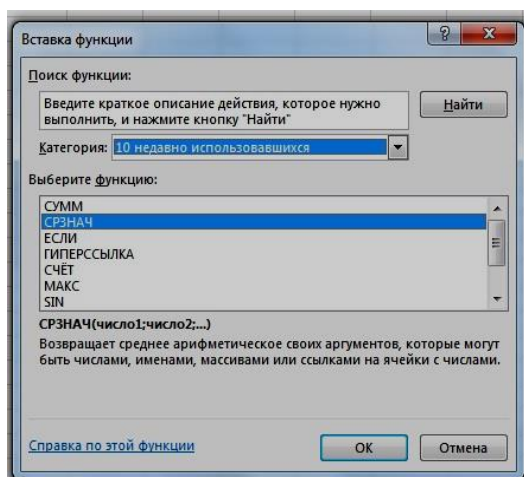 Вставка функции
Поиск функции:
Введите краткое описание действия, которое нужно
выполнить, и нажмите кнопку "Найти"
Найти
Категория: 10 недавно использовавшихся
Выберите функцию:
СУММ
СРЗНАЧ
ЕСЛИ
ГИПЕРССЫЛКА
СЧЁТ
МАКС
SIN
СРЗНАЧ(число1;число2;...)
Возвращает среднее арифметическое своих аргументов, которые могут
быть числами, именами, массивами или ссылками на ячейки с числами.
Справка по этой функции
ОК
Отмена